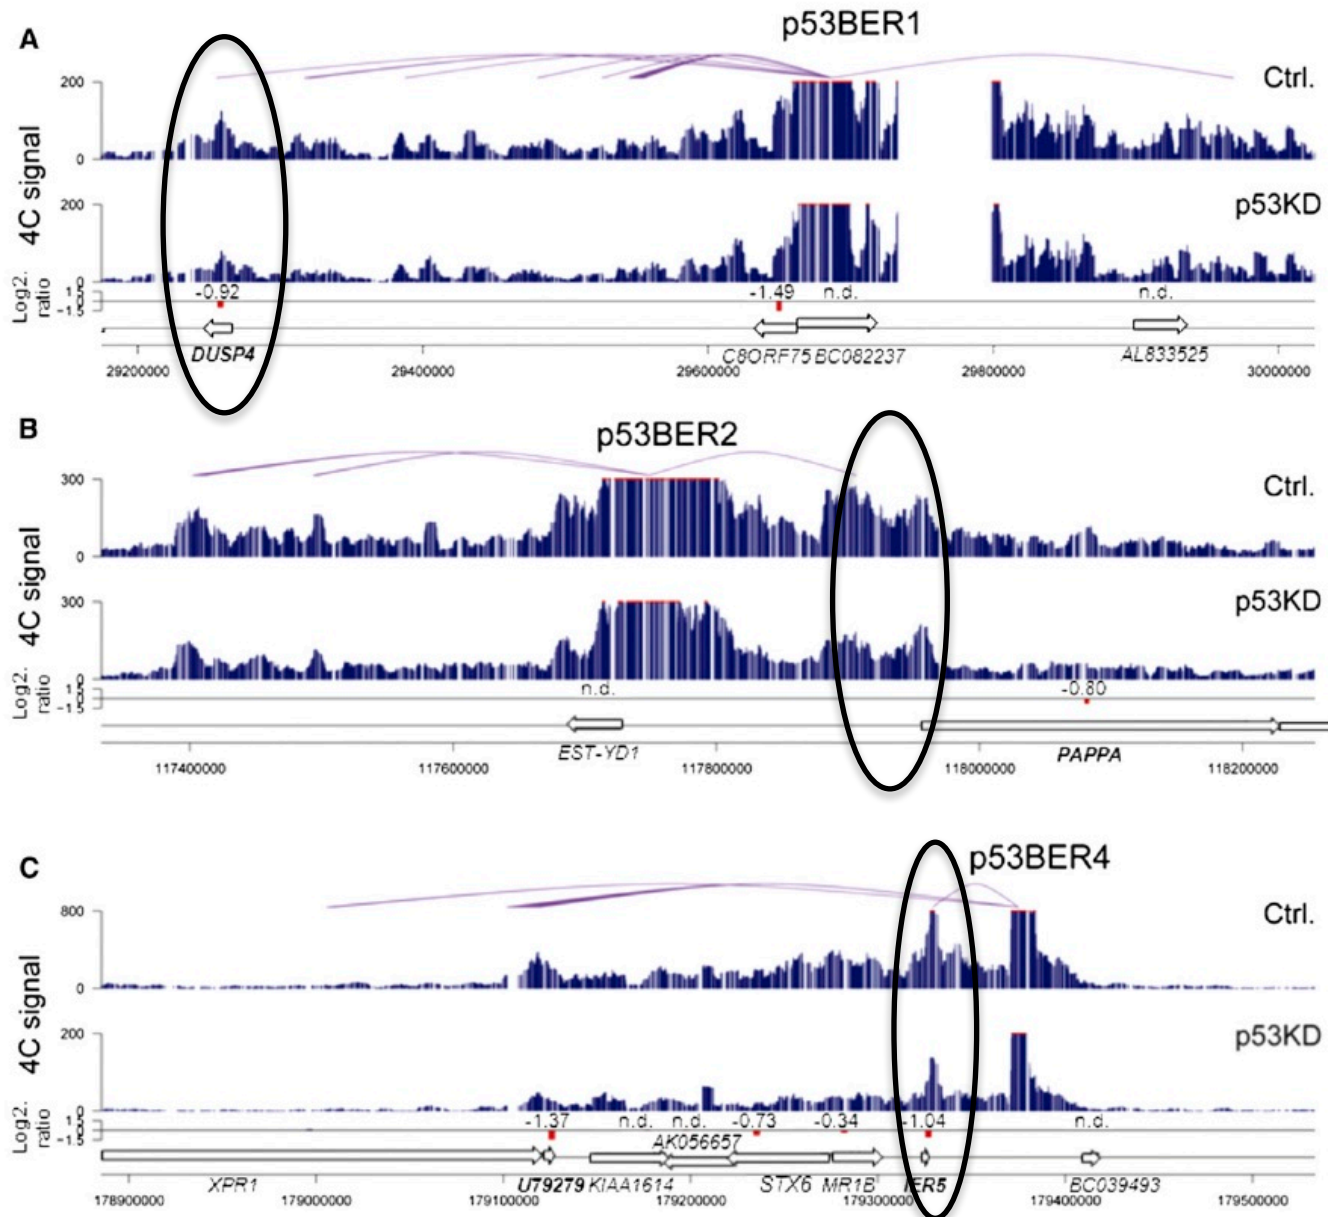 A
p53BER1
Ctrl.
200
0
4C signal
p53KD
200
0
Log2. ratio
1.5
0
-1.5
-0.92
-1.49
n.d.
n.d.
DUSP4
C8ORF75
BC082237
AL833525
29200000
29400000
29600000
29800000
30000000
B
p53BER2
Ctrl.
300
0
4C signal
p53KD
300
0
Log2. ratio
1.5
0
-1.5
n.d.
-0.80
EST-YD1
PAPPA
117400000
117600000
117800000
118000000
118200000
C
p53BER4
Ctrl.
800
0
4C signal
p53KD
200
0
Log2. ratio
1.5
0
-1.5
-1.37
n.d.
n.d.
-0.73
-0.34
-1.04
n.d.
AK056657
XPR1
U79279
KIAA1614
STX6
MR1B
IER5
BC039493
178900000
179000000
179100000
179200000
179300000
179400000
179500000